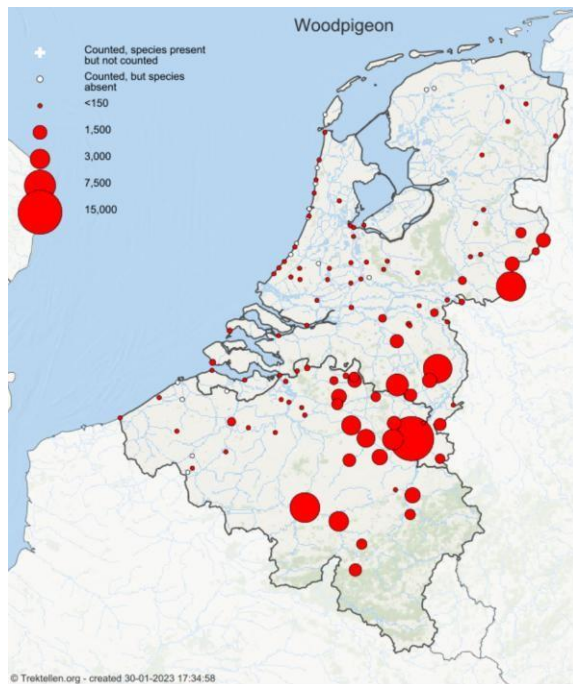 Woodpigeon
Counted, species present
but not counted
Counted, but species
absent
<150
1,500
3,000
7,500
15,000
© Trektellen.org - created 30-01-2023 17:34:58